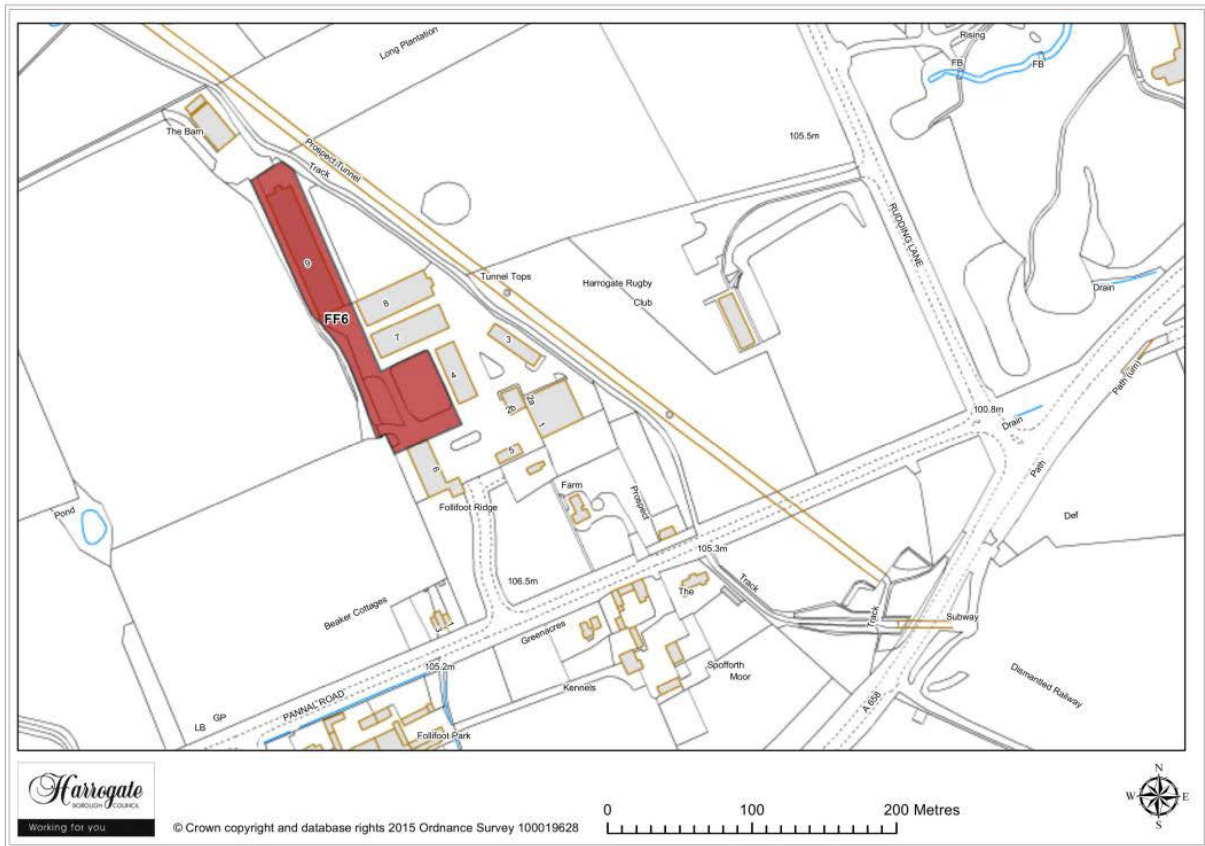 Long Plantation
Rising
FB
FB
105.5m
The Barn
Prospect Tunnel
Track
RUDDING LANE
9
Tunnel Tops
Harrogate Rugby
Club
Drain
8
FF6
7
3
4
2a
1
5
6
Path (um)
100.8m
Drain
Path
Farm
Prospect
Follifoot Ridge
Pond
Def
105.3m
106.5m
Track
The
Beaker Cottages
1
3
Greenacres
Track
Subway
105.2m
Spofforth
Moor
Kennels
Dismantled Railway
PANNAL ROAD
GP
LB
A 658
Follifoot Park
Harrogate
BOROUGH COUNCIL
Working for you
© Crown copyright and database rights 2015 Ordnance Survey 100019628
0 100 200 Metres
N
W E
S